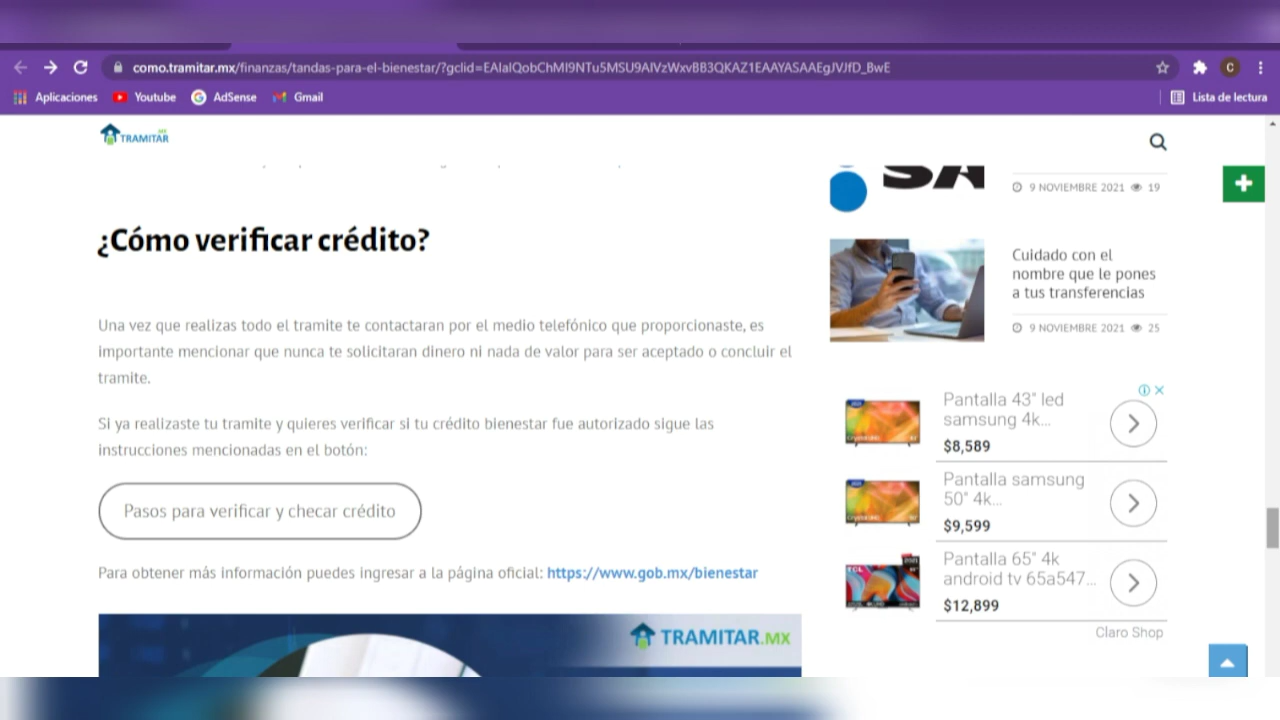 como.tramitar.mx/finanzas/tandas-para-el-bienestar/?gclid=EAIaIQobChMI9NTu5MSU9AIVzWxvBB3QKAZ1EAAYASAAEgJVJfD_BwE
C
Aplicaciones
Youtube
AdSense
Gmail
Lista de lectura
TRAMITAR
MX
¿Cómo verificar crédito?
Una vez que realizas todo el tramite te contactaran por el medio telefónico que proporcionaste, es
importante mencionar que nunca te solicitaran dinero ni nada de valor para ser aceptado o concluir el
tramite.
Si ya realizaste tu tramite y quieres verificar si tu crédito bienestar fue autorizado sigue las
instrucciones mencionadas en el botón:
Pasos para verificar y checar crédito
Para obtener más información puedes ingresar a la página oficial: https://www.gob.mx/bienestar
TRAMITAR.MX
9 NOVIEMBRE 2021 19
Cuidado con el
nombre que le pones
a tus transferencias
9 NOVIEMBRE 2021 25
Pantalla 43" led
samsung 4k...
$8,589
Pantalla samsung
50" 4k...
$9,599
Pantalla 65" 4k
android tv 65a547...
$12,899
TCL
Claro Shop